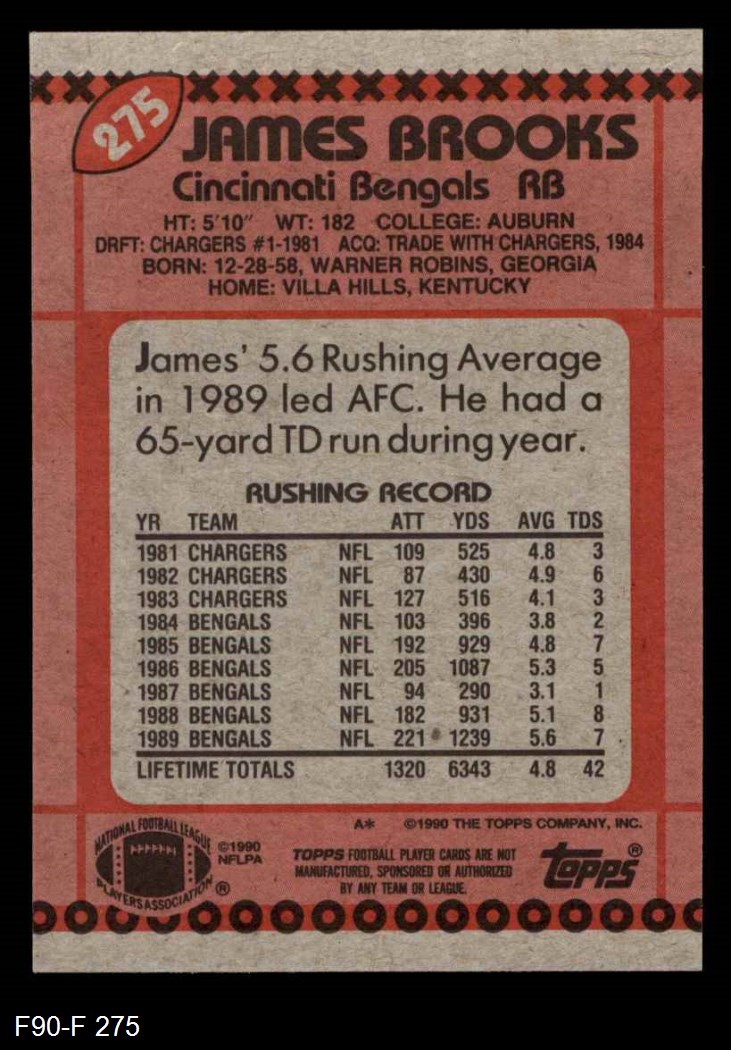 275
JAMES BROOKS
Cincinnati Bengals RB
HT: 5'10" WT: 182 COLLEGE: AUBURN
DRFT: CHARGERS #1-1981 ACQ: TRADE WITH CHARGERS, 1984
BORN: 12-28-58, WARNER ROBINS, GEORGIA
HOME: VILLA HILLS, KENTUCKY
James' 5.6 Rushing Average
in 1989 led AFC. He had a
65-yard TD run during year.
RUSHING RECORD
YR TEAM ATT YDS AVG TDS
1981 CHARGERS NFL 109 525 4.8 3
1982 CHARGERS NFL 87 430 4.9 6
1983 CHARGERS NFL 127 516 4.1 3
1984 BENGALS NFL 103 396 3.8 2
1985 BENGALS NFL 192 929 4.8 7
1986 BENGALS NFL 205 1087 5.3 5
1987 BENGALS NFL 94 290 3.1 1
1988 BENGALS NFL 182 931 5.1 8
1989 BENGALS NFL 221 1239 5.6 7
LIFETIME TOTALS 1320 6343 4.8 42
A* ©1990 THE TOPPS COMPANY, INC.
NATIONAL FOOTBALL LEAGUE
PLAYERS ASSOCIATION ®
©1990
NFLPA
TOPPS FOOTBALL PLAYER CARDS ARE NOT
MANUFACTURED, SPONSORED OR AUTHORIZED
BY ANY TEAM OR LEAGUE.
topps®
F90-F 275